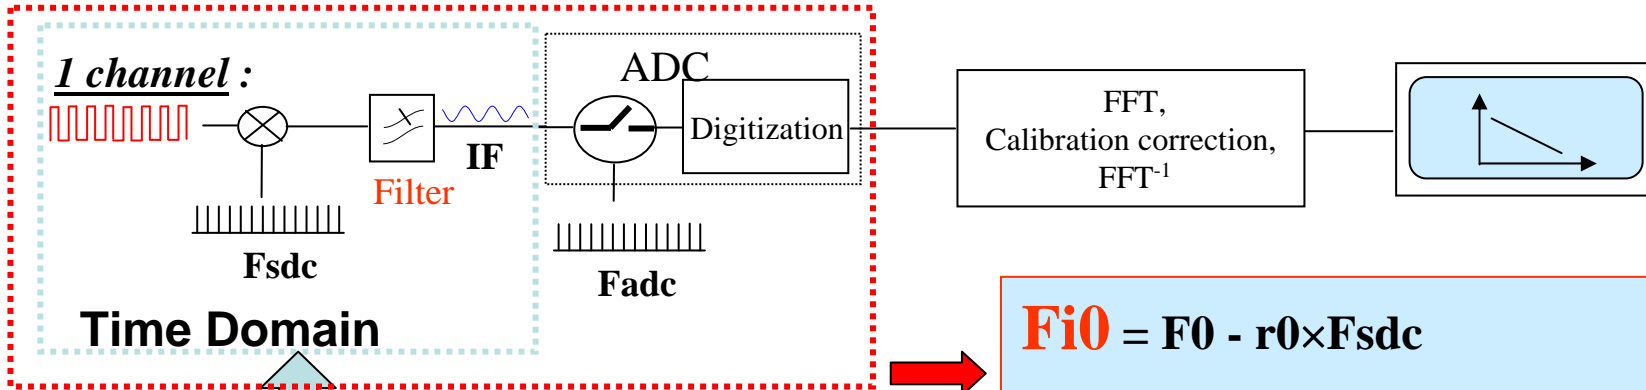 1 channel :
ADC
Digitization
IF
Filter
Fsdc
Fadc
Time Domain
FFT,
Calibration correction,
FFT-1
Fi0 = F0 - r0×Fsdc